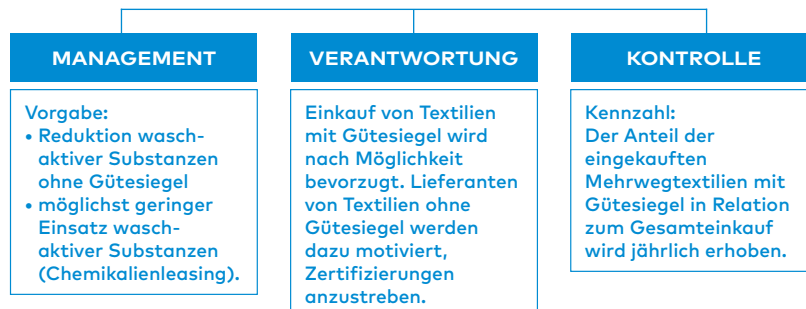 MANAGEMENT
Vorgabe:
• Reduktion wasch-
aktiver Substanzen
ohne Gütesiegel
• möglichst geringer
Einsatz wasch-
aktiver Substanzen
(Chemikalienleasing).
VERANTWORTUNG
Einkauf von Textilien
mit Gütesiegel wird
nach Möglichkeit
bevorzugt. Lieferanten
von Textilien ohne
Gütesiegel werden
dazu motiviert,
Zertifizierungen
anzustreben.
KONTROLLE
Kennzahl:
Der Anteil der
eingekauften
Mehrwegtextilien mit
Gütesiegel in Relation
zum Gesamteinkauf
wird jährlich erhoben.